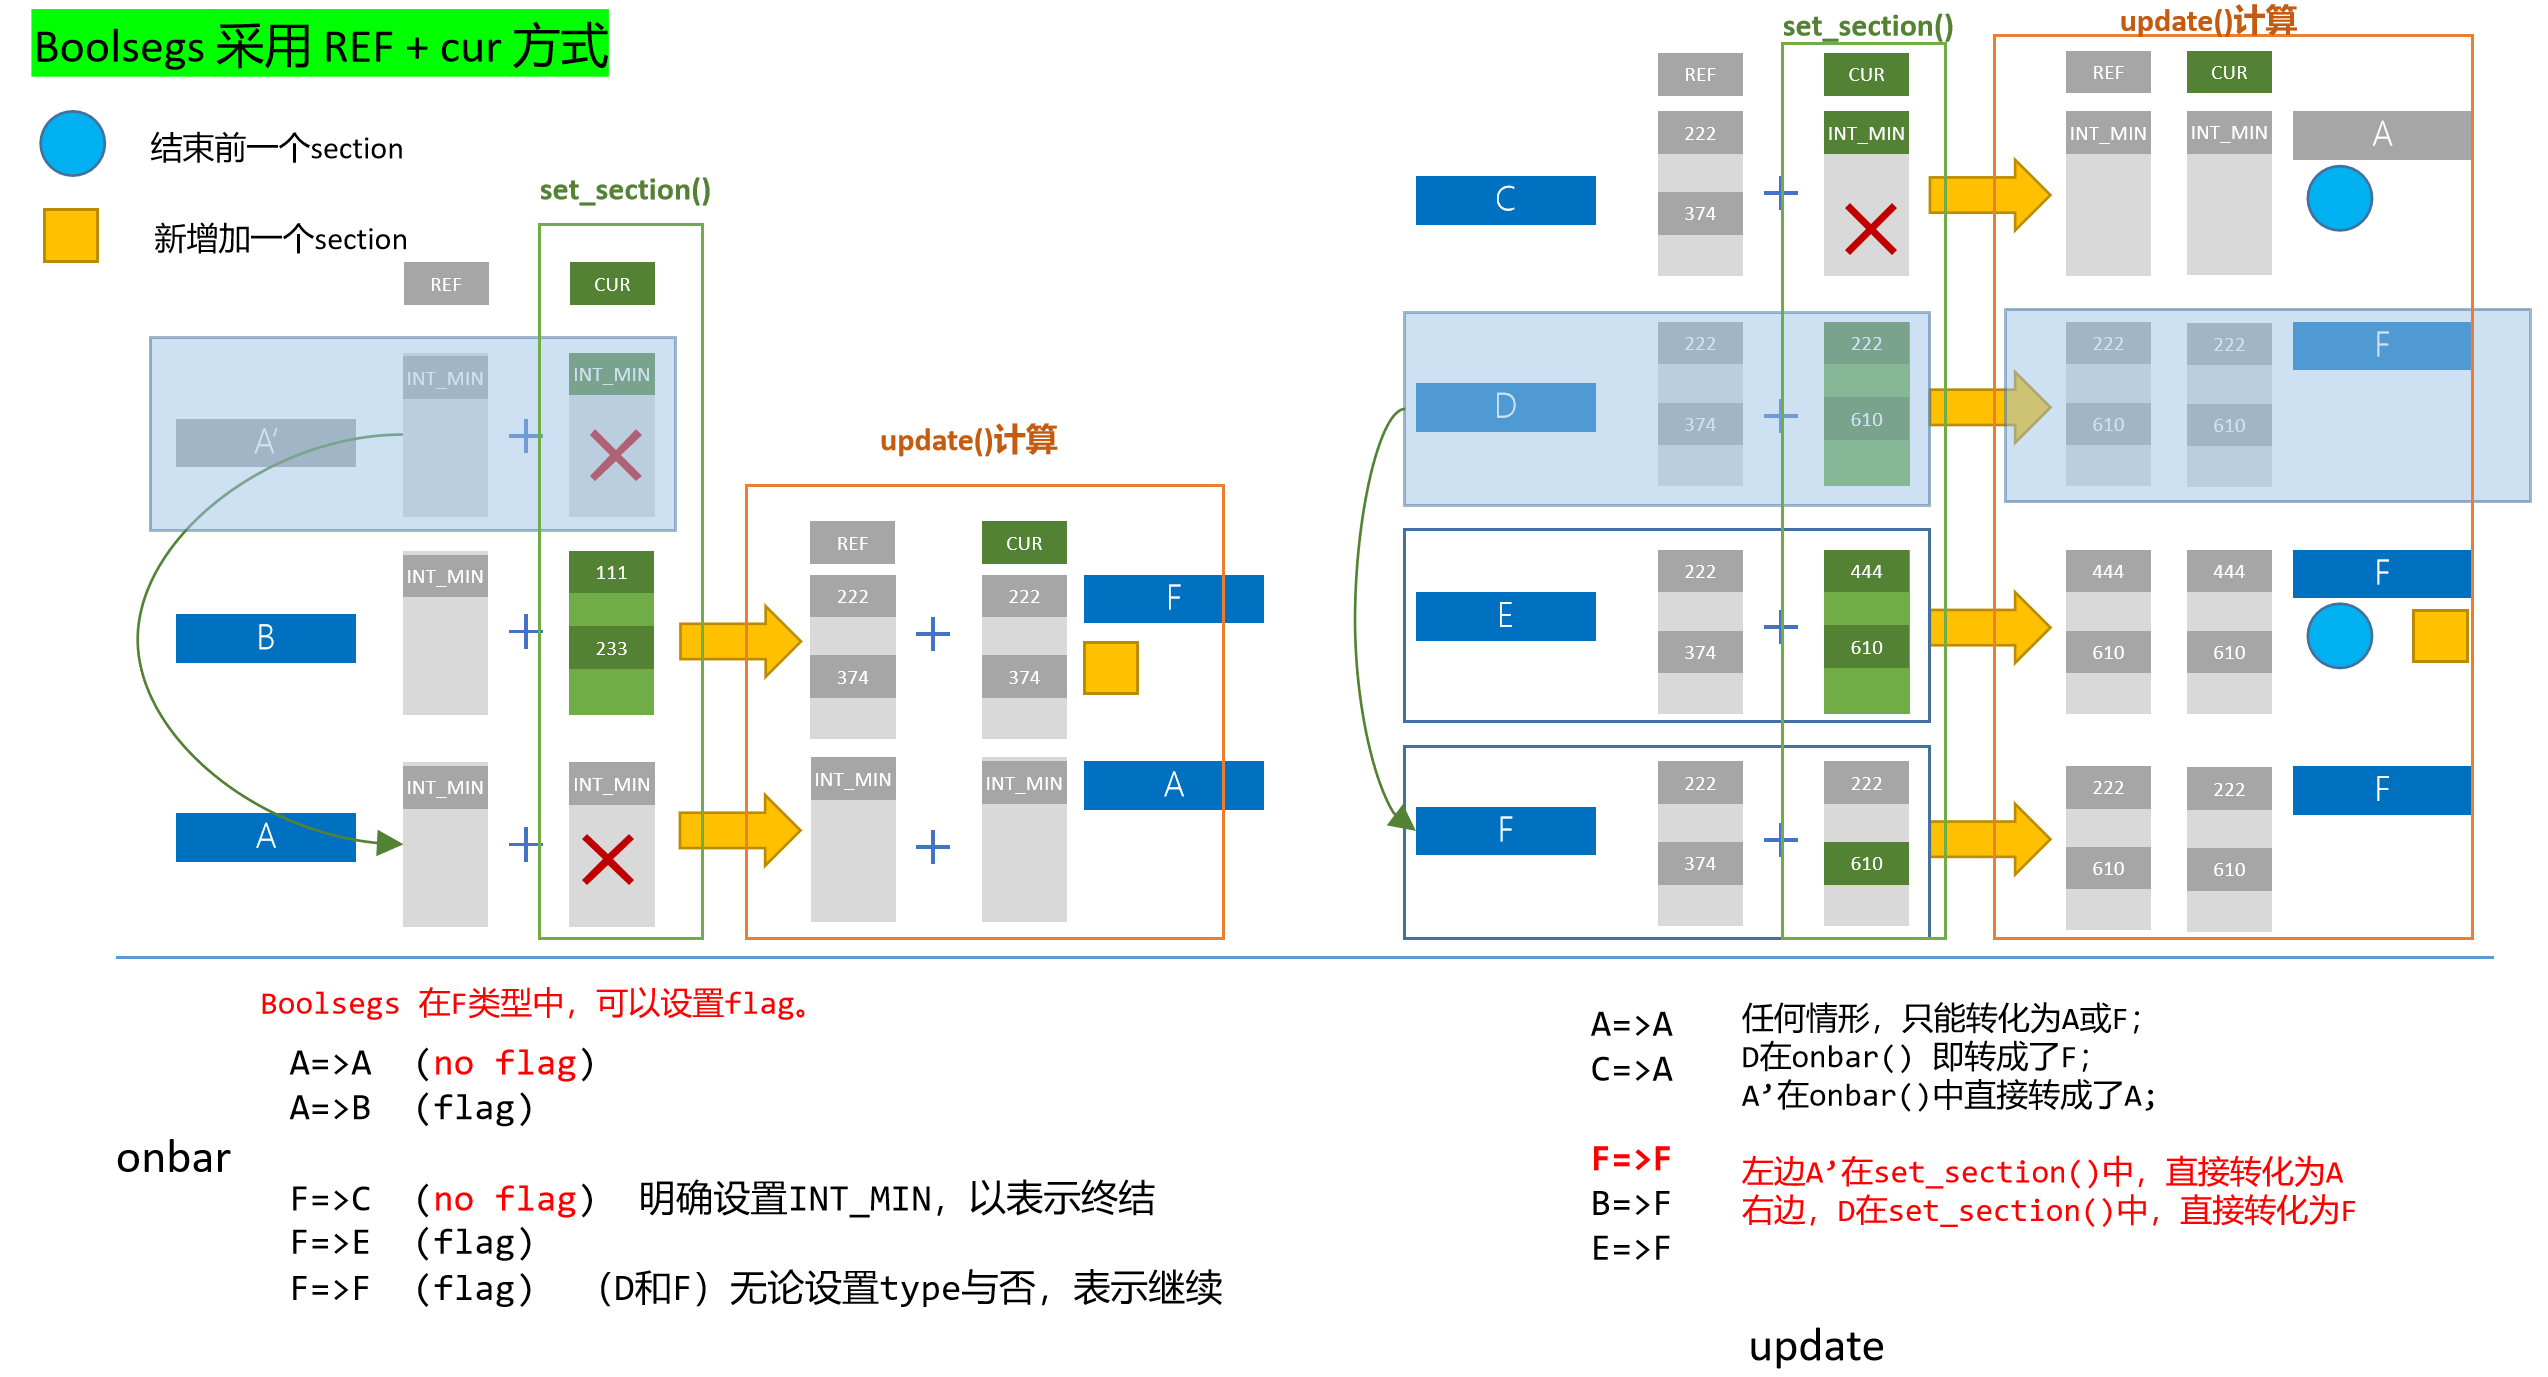 Boolsegs 采用 REF + cur 方式
结束前一个section
新增加一个section
set_section()
REF
CUR
INT_MIN
INT_MIN
A’
update()计算
INT_MIN
111
233
B
INT_MIN
INT_MIN
A
REF
CUR
222
222
F
374
374
INT_MIN
INT_MIN
A
set_section()
update()计算
REF
CUR
REF
CUR
222
INT_MIN
INT_MIN
INT_MIN
A
C
374
222
222
222
222
F
D
374
610
610
610
222
444
444
444
F
E
374
610
610
610
222
222
222
222
F
F
374
610
610
610
Boolsegs 在F类型中，可以设置flag。
A=>A (no flag)
A=>B (flag)
onbar
F=>C (no flag) 明确设置INT_MIN，以表示终结
F=>E (flag)
F=>F (flag) （D和F）无论设置type与否，表示继续
A=>A
C=>A
任何情形，只能转化为A或F；
D在onbar() 即转成了F；
A’在onbar()中直接转成了A;
F=>F
B=>F
E=>F
左边A’在set_section()中，直接转化为A
右边，D在set_section()中，直接转化为F
update